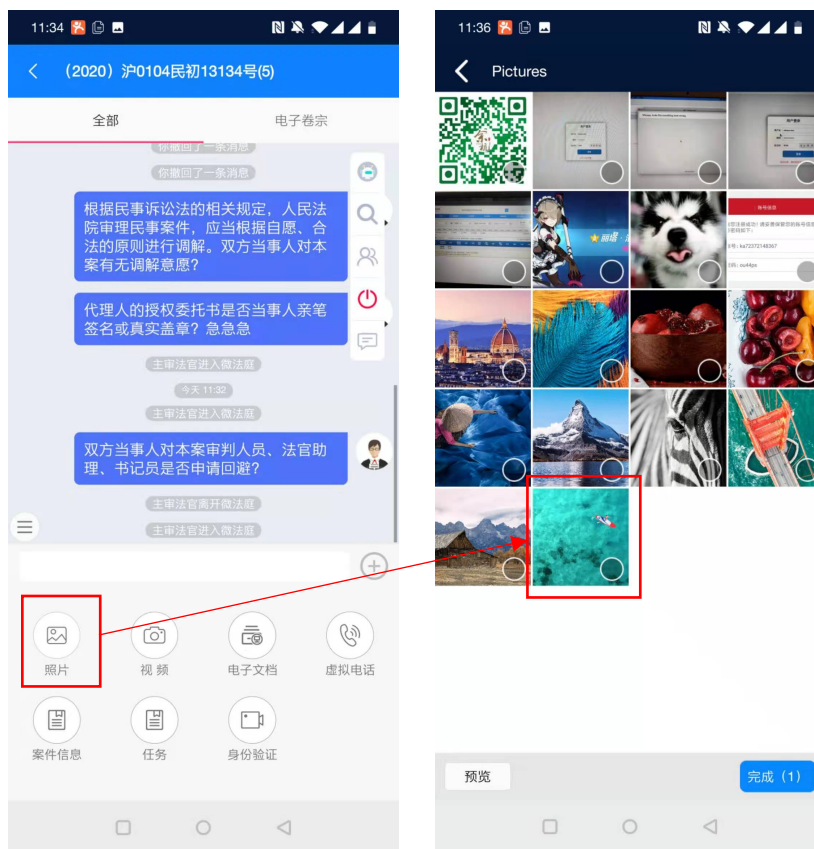 11:34
（2020）沪0104民初13134号(5)
全部
电子卷宗
你撤回了一条消息
你撤回了一条消息
根据民事诉讼法的相关规定，人民法
院审理民事案件，应当根据自愿、合
法的原则进行调解。双方当事人对本
案有无调解意愿？
代理人的授权委托书是否当事人亲笔
签名或真实盖章？急急急
主审法官进入微法庭
今天 11:32
主审法官进入微法庭
双方当事人对本案审判人员、法官助
理、书记员是否申请回避？
主审法官离开微法庭
主审法官进入微法庭
照片
视 频
电子文档
虚拟电话
案件信息
任务
身份验证
11:36
Pictures
账号信息
预览
完成（1）